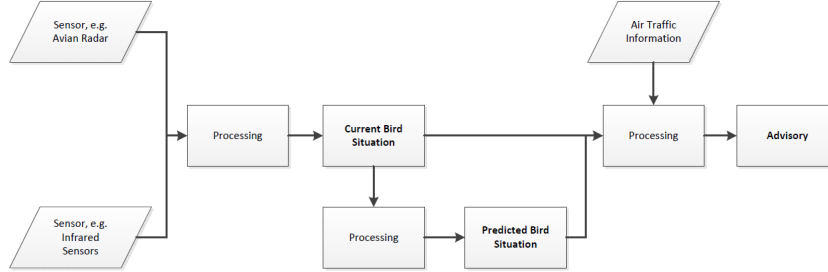 Sensor, e.g.
Avian Radar
Air Traffic
Information
Processing
Current Bird
Situation
Processing
Advisory
Sensor, e.g.
Infrared
Sensors
Processing
Predicted Bird
Situation